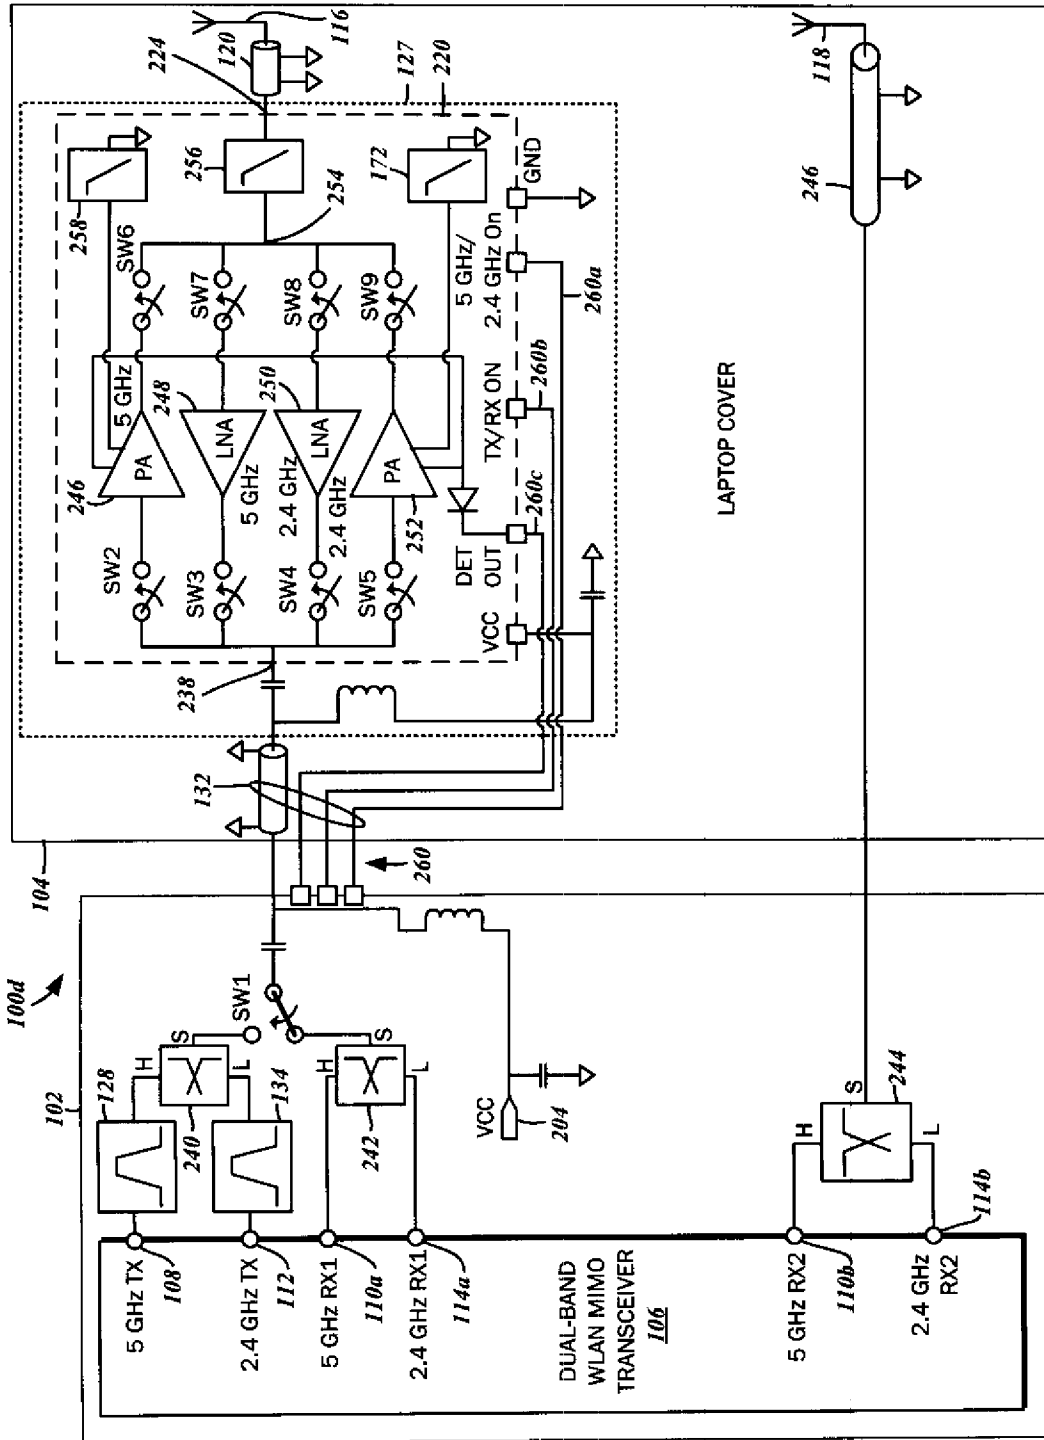 100d
102
104
5 GHz TX
108
128
H
S
L
240
2.4 GHz TX
112
134
SW1
5 GHz RX1
110a
H
S
L
242
2.4 GHz RX1
114a
VCC
204
DUAL-BAND
WLAN MIMO
TRANSCEIVER
106
5 GHz RX2
110b
H
S
L
244
2.4 GHz
RX2
114b
132
260
238
SW2
SW3
SW4
SW5
246
PA
5 GHz
248
LNA
5 GHz
250
LNA
2.4 GHz
2.4 GHz
252
PA
SW6
SW7
SW8
SW9
258
256
254
172
224
120
116
127
220
VCC
DET
OUT
TX/RX ON
5 GHz/
2.4 GHz On
GND
260a
260b
260c
LAPTOP COVER
246
118